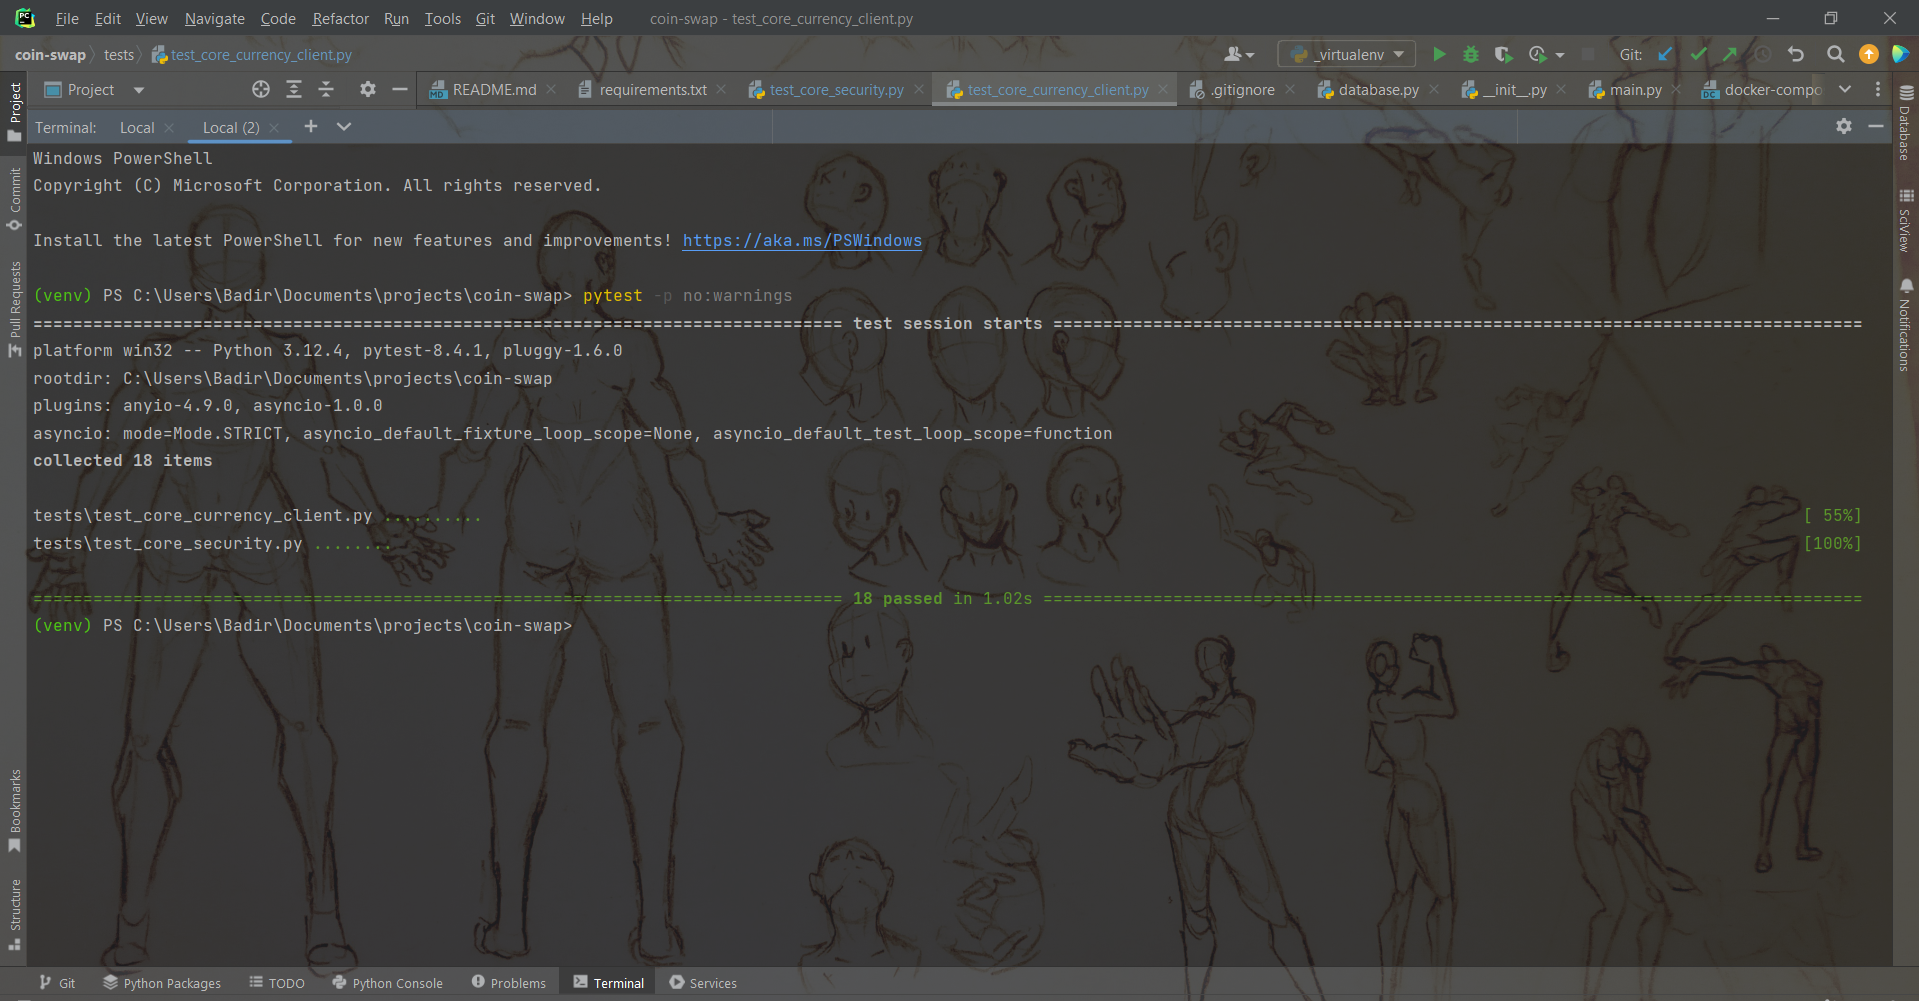 PC
File Edit View Navigate Code Refactor Run Tools Git Window Help coin-swap - test_core_currency_client.py
coin-swap tests test_core_currency_client.py _virtualenv Git:
Project README.md requirements.txt test_core_security.py test_core_currency_client.py .gitignore database.py __init__.py main.py docker-compo
Terminal: Local Local (2)
Windows PowerShell
Copyright (C) Microsoft Corporation. All rights reserved.
Install the latest PowerShell for new features and improvements! https://aka.ms/PSWindows
(venv) PS C:\Users\Badir\Documents\projects\coin-swap> pytest -p no:warnings
================================================================================= test session starts =================================================================================
platform win32 -- Python 3.12.4, pytest-8.4.1, pluggy-1.6.0
rootdir: C:\Users\Badir\Documents\projects\coin-swap
plugins: anyio-4.9.0, asyncio-1.0.0
asyncio: mode=Mode.STRICT, asyncio_default_fixture_loop_scope=None, asyncio_default_test_loop_scope=function
collected 18 items
tests\test_core_currency_client.py .......... [ 55%]
tests\test_core_security.py ........ [100%]
================================================================================= 18 passed in 1.02s ==================================================================================
(venv) PS C:\Users\Badir\Documents\projects\coin-swap>
Project
Commit
Pull Requests
Bookmarks
Structure
Database
SciView
Notifications
Git Python Packages TODO Python Console Problems Terminal Services